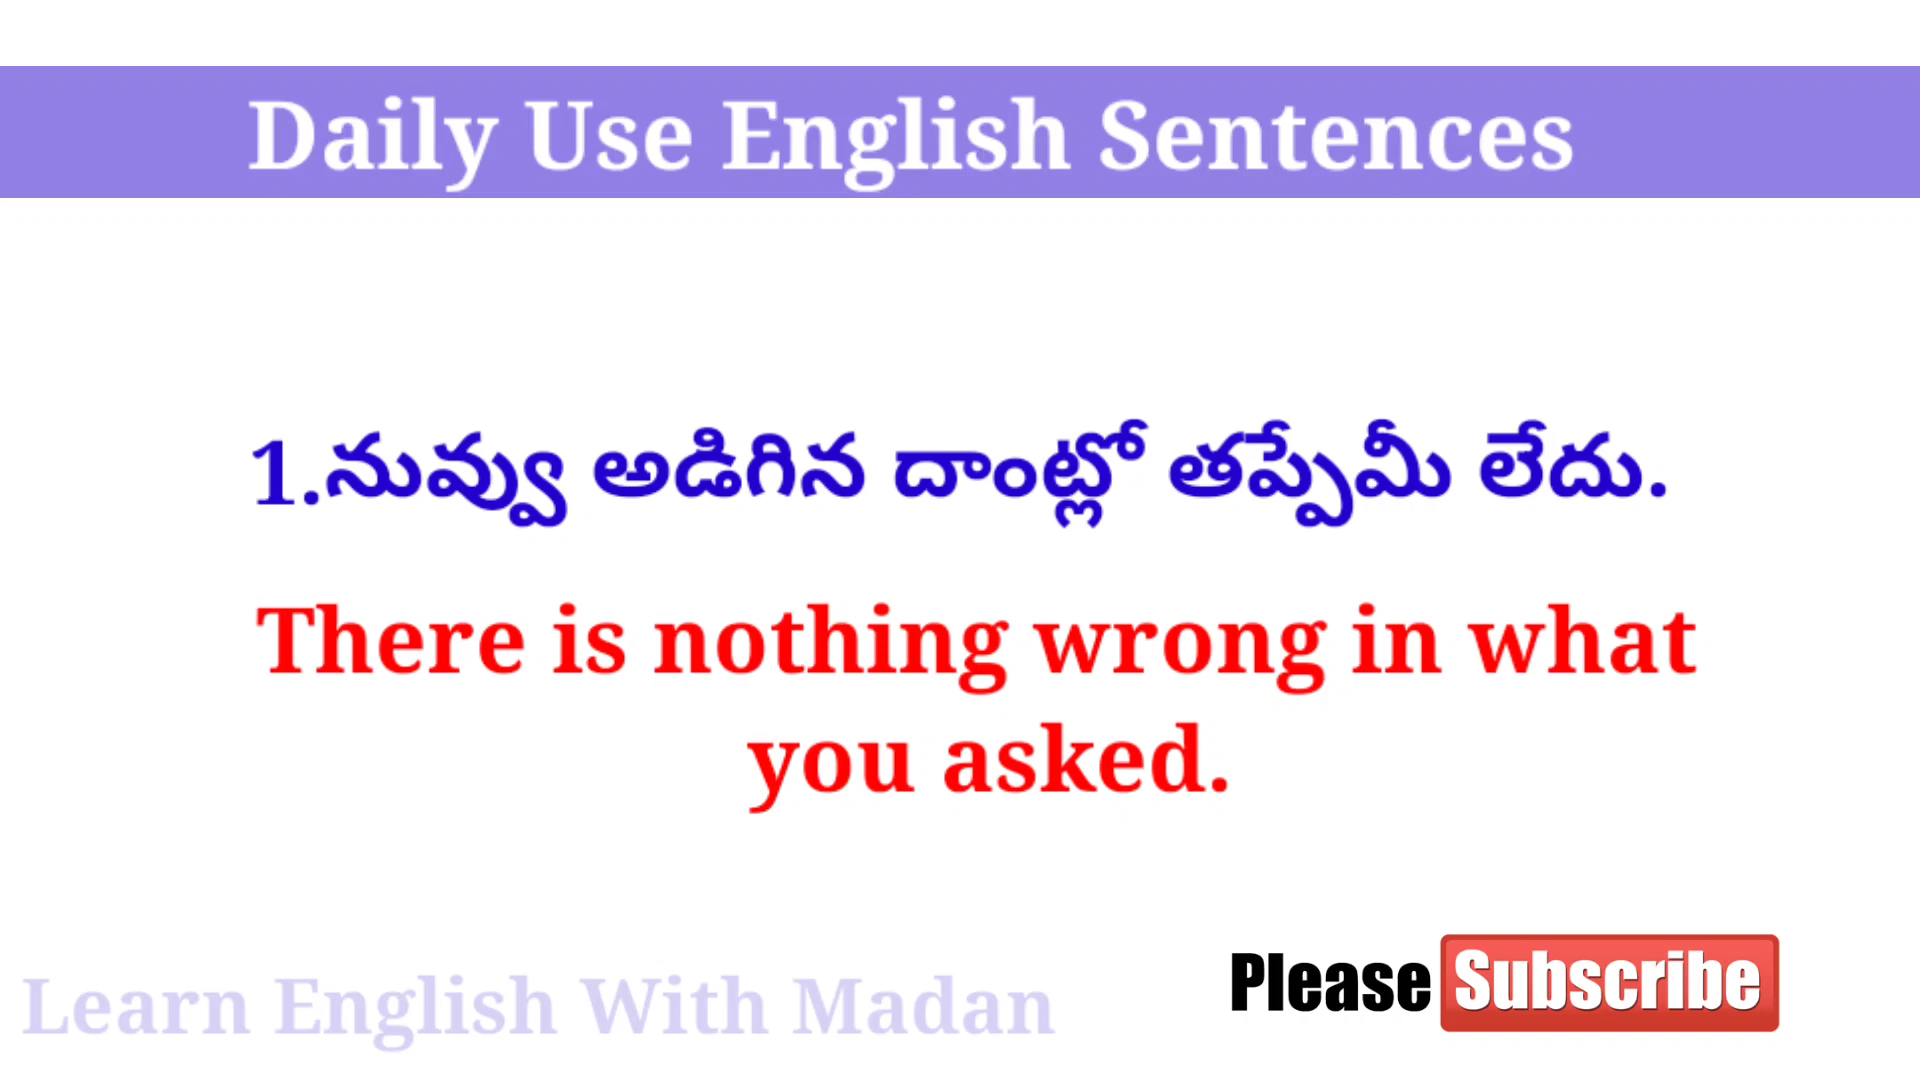 Daily Use English Sentences
1.నువ్వు అడిగిన దాంట్లో తప్పేమీ లేదు.
There is nothing wrong in what
you asked.
Learn English With Madan
Please Subscribe